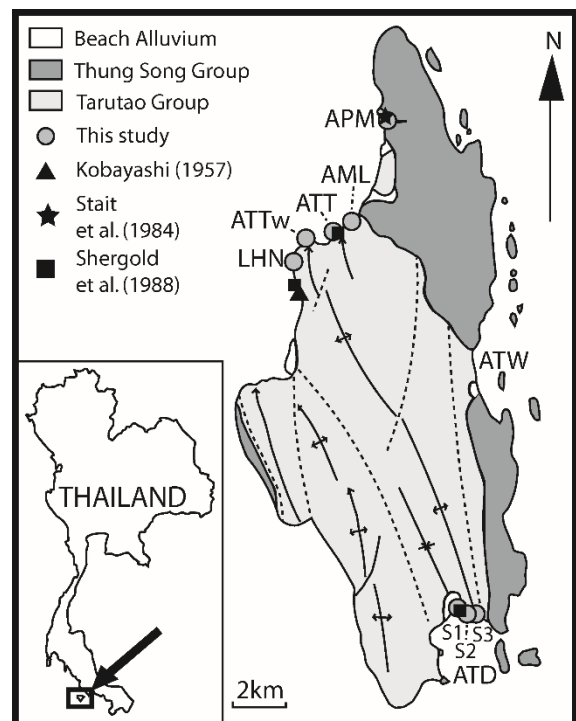 Beach Alluvium
Thung Song Group
Tarutao Group
This study
Kobayashi (1957)
Stait
et al. (1984)
Shergold
et al. (1988)
N
APM
AML
ATT
ATTw
LHN
ATW
THAILAND
S1
S2
S3
ATD
2km